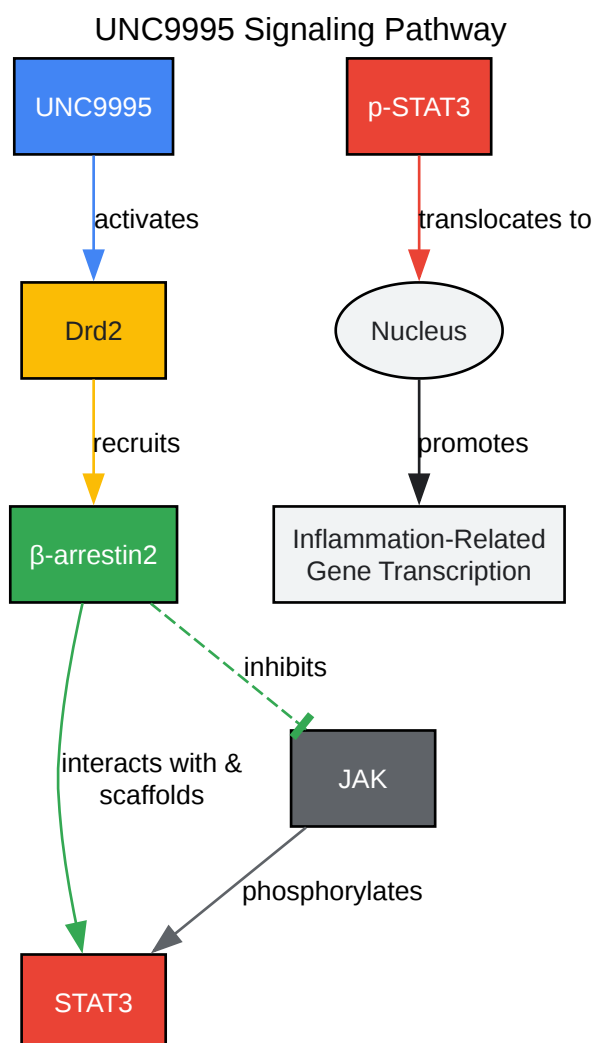 UNC9995 Signaling Pathway
UNC9995
p-STAT3
activates
translocates to
Drd2
Nucleus
recruits
promotes
β-arrestin2
Inflammation-Related
Gene Transcription
inhibits
interacts with &
scaffolds
JAK
phosphorylates
STAT3